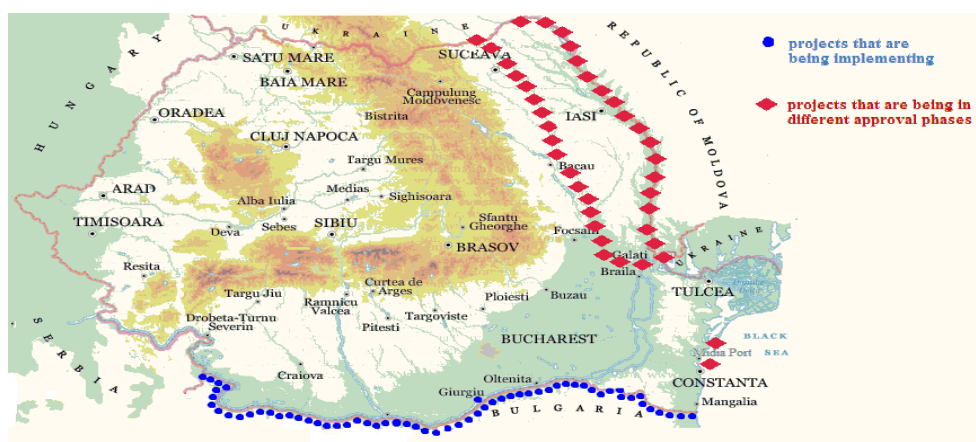 UKRAINE
HUNGARY
REPUBLIC OF MOLDOVA
projects that are
being implementing
projects that are being in
different approval phases
SATU MARE
SUCEAVA
BAIA MARE
Campulung
Moldovenesc
ORADEA
Bistrita
IASI
CLUJ NAPOCA
Targu Mures
Bacau
ARAD
Medias
Sighisoara
Alba Iulia
TIMISOARA
Sebes
SIBIU
Sfantu
Gheorghe
Deva
Focsani
BRASOV
Galati
UKRAINE
Resita
Braila
Curtea de
Arges
TULCEA
Targu Jiu
Ramnicu
Valcea
Ploiesti
Buzau
Drobeta-Turnu
Severin
Targoviste
Pitesti
SERBIA
BUCHAREST
BLACK
SEA
Midia Port
Craiova
Oltenita
CONSTANTA
Giurgiu
BULGARIA
Mangalia